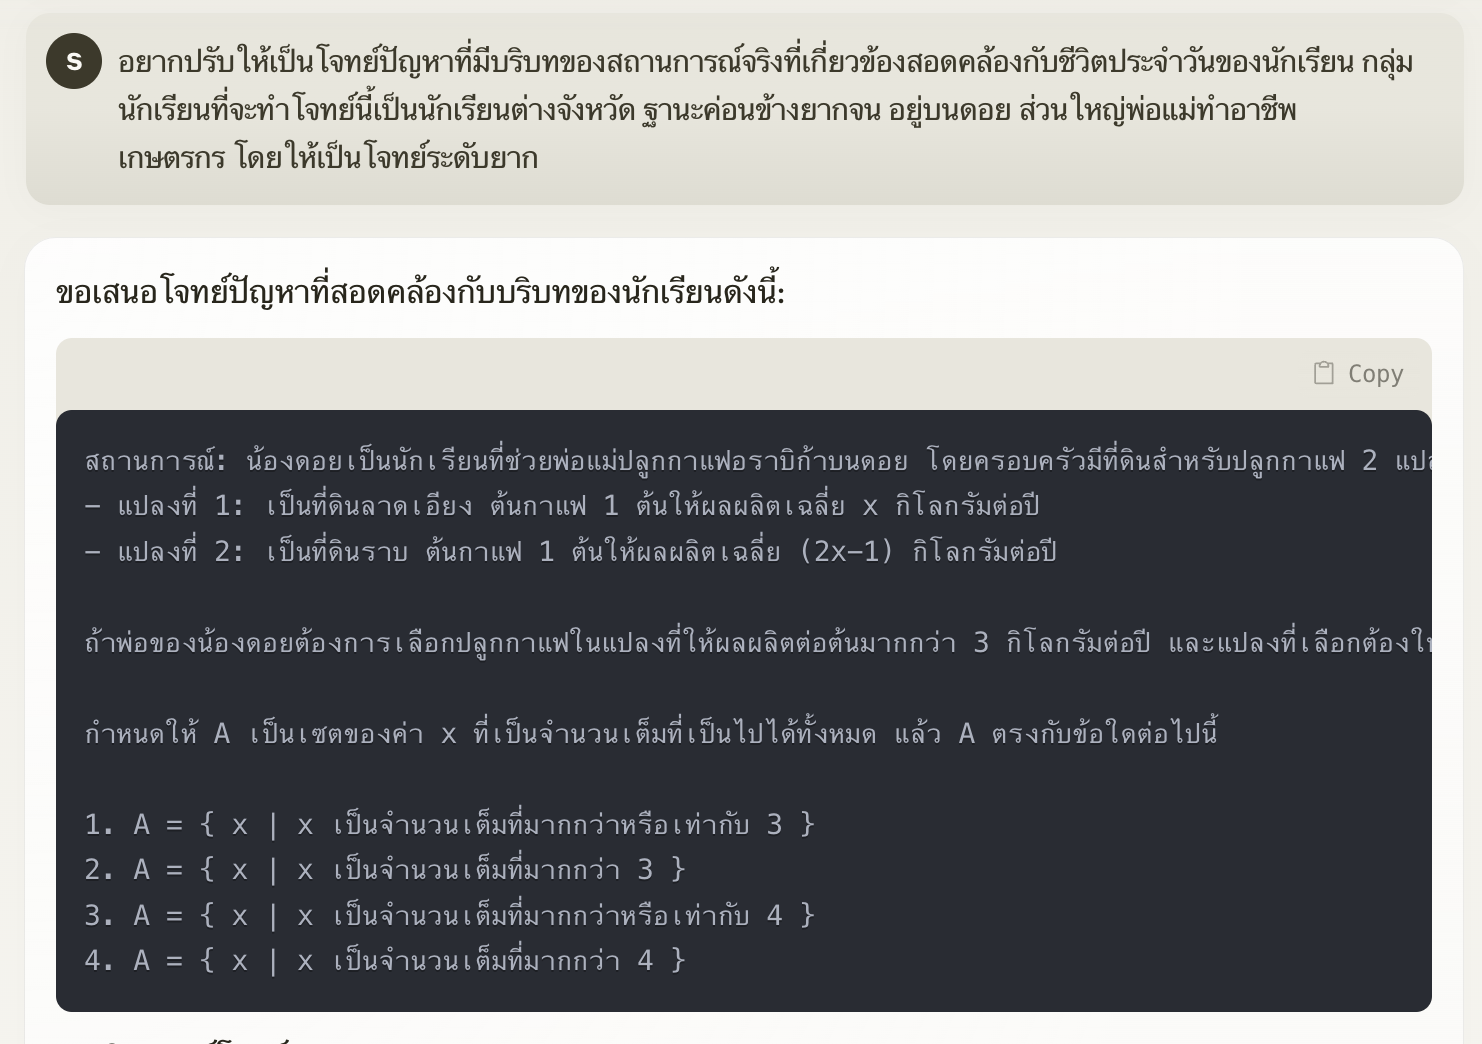 S
อยากปรับให้เป็นโจทย์ปัญหาที่มีบริบทของสถานการณ์จริงที่เกี่ยวข้องสอดคล้องกับชีวิตประจำวันของนักเรียน กลุ่ม
นักเรียนที่จะทำโจทย์นี้เป็นนักเรียนต่างจังหวัด ฐานะค่อนข้างยากจน อยู่บนดอย ส่วนใหญ่พ่อแม่ทำอาชีพ
เกษตรกร โดยให้เป็นโจทย์ระดับยาก
ขอเสนอโจทย์ปัญหาที่สอดคล้องกับบริบทของนักเรียนดังนี้:
Copy
สถานการณ์: น้องดอยเป็นนักเรียนที่ช่วยพ่อแม่ปลูกกาแฟอราบิก้าบนดอย โดยครอบครัวมีที่ดินสำหรับปลูกกาแฟ 2
- แปลงที่ 1: เป็นที่ดินลาดเอียง ต้นกาแฟ 1 ต้นให้ผลผลิตเฉลี่ย x กิโลกรัมต่อปี
- แปลงที่ 2: เป็นที่ดินราบ ต้นกาแฟ 1 ต้นให้ผลผลิตเฉลี่ย (2x-1) กิโลกรัมต่อปี
ถ้าพ่อของน้องดอยต้องการเลือกปลูกกาแฟในแปลงที่ให้ผลผลิตต่อต้นมากกว่า 3 กิโลกรัมต่อปี และแปลงที่เลือกต้อง
กำหนดให้ A เป็นเซตของค่า x ที่เป็นจำนวนเต็มที่เป็นไปได้ทั้งหมด แล้ว A ตรงกับข้อใดต่อไปนี้
1. A = { x | x เป็นจำนวนเต็มที่มากกว่าหรือเท่ากับ 3 }
2. A = { x | x เป็นจำนวนเต็มที่มากกว่า 3 }
3. A = { x | x เป็นจำนวนเต็มที่มากกว่าหรือเท่ากับ 4 }
4. A = { x | x เป็นจำนวนเต็มที่มากกว่า 4 }